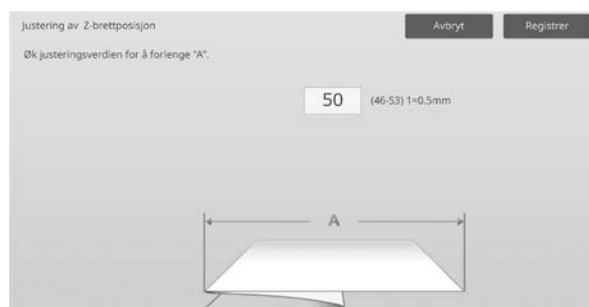 Justering av Z-brettposisjon
Avbryt
Registrer
Øk justeringsverdien for å forlenge "A".
50
(46-53) 1=0.5mm
A